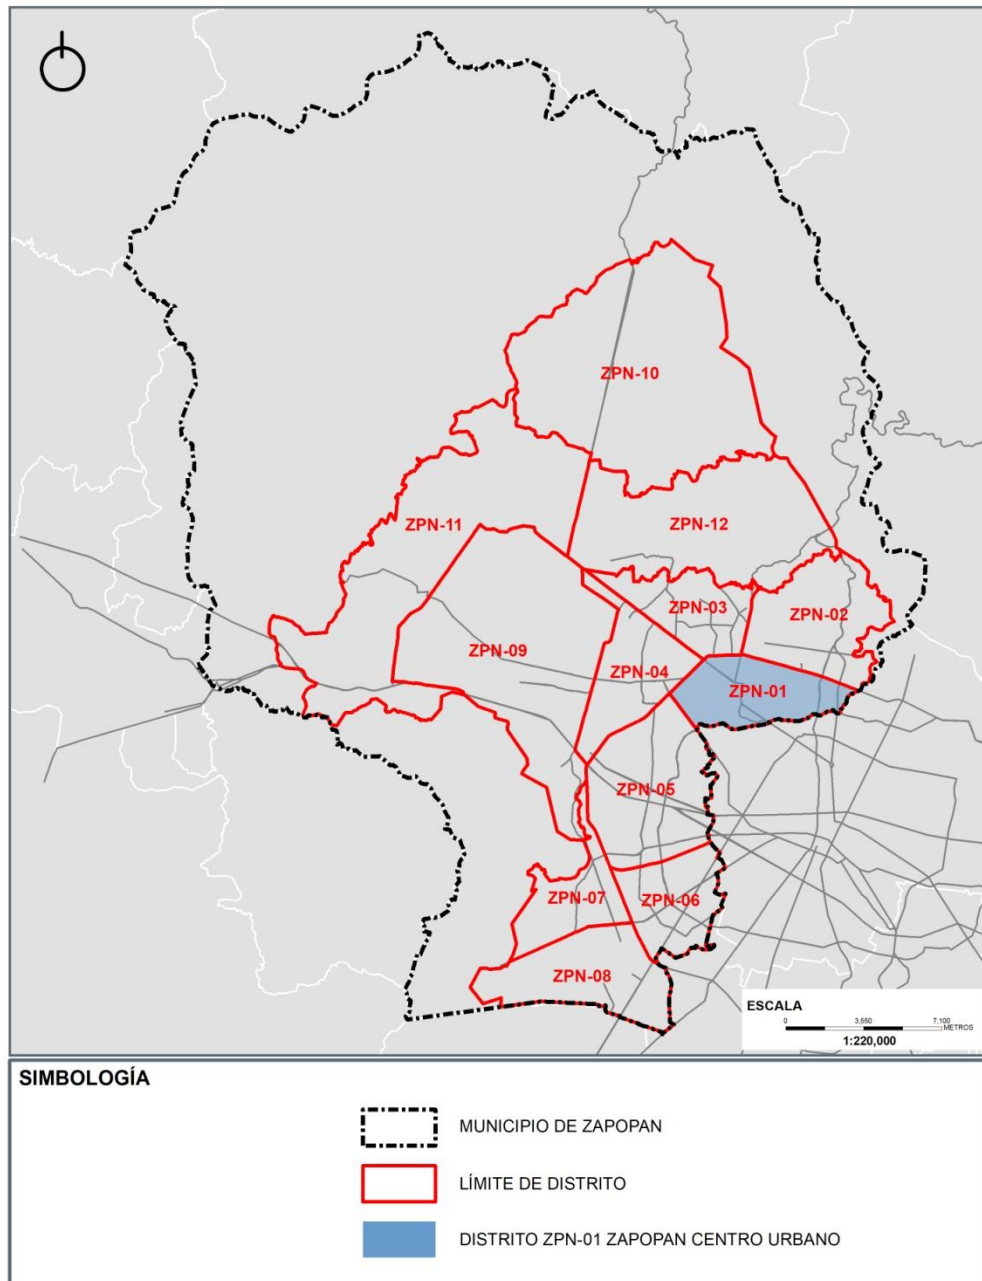 ZPN-10
ZPN-11
ZPN-12
ZPN-03
ZPN-02
ZPN-09
ZPN-04
ZPN-01
ZPN-05
ZPN-07
ZPN-06
ZPN-08
ESCALA
0 3,550 7,100
METROS
1:220,000
SIMBOLOGÍA
MUNICIPIO DE ZAPOPAN
LÍMITE DE DISTRITO
DISTRITO ZPN-01 ZAPOPAN CENTRO URBANO